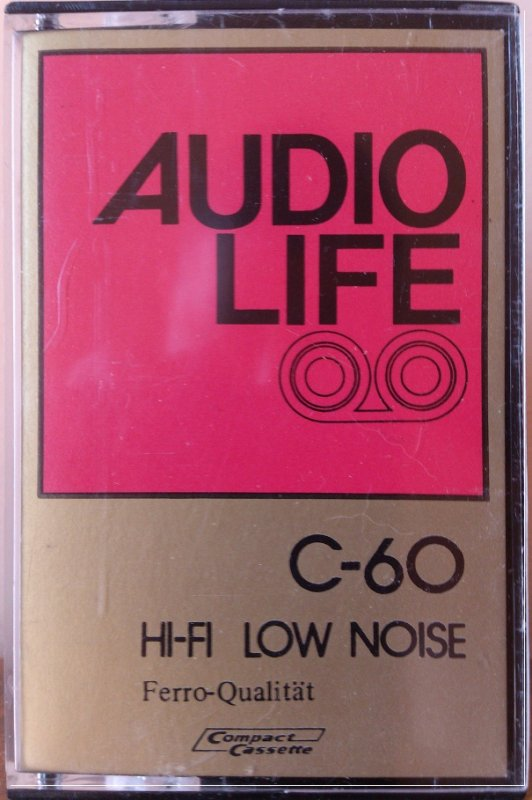 AUDIO
LIFE
C-60
HI-FI LOW NOISE
Ferro-Qualität
Compact
Cassette